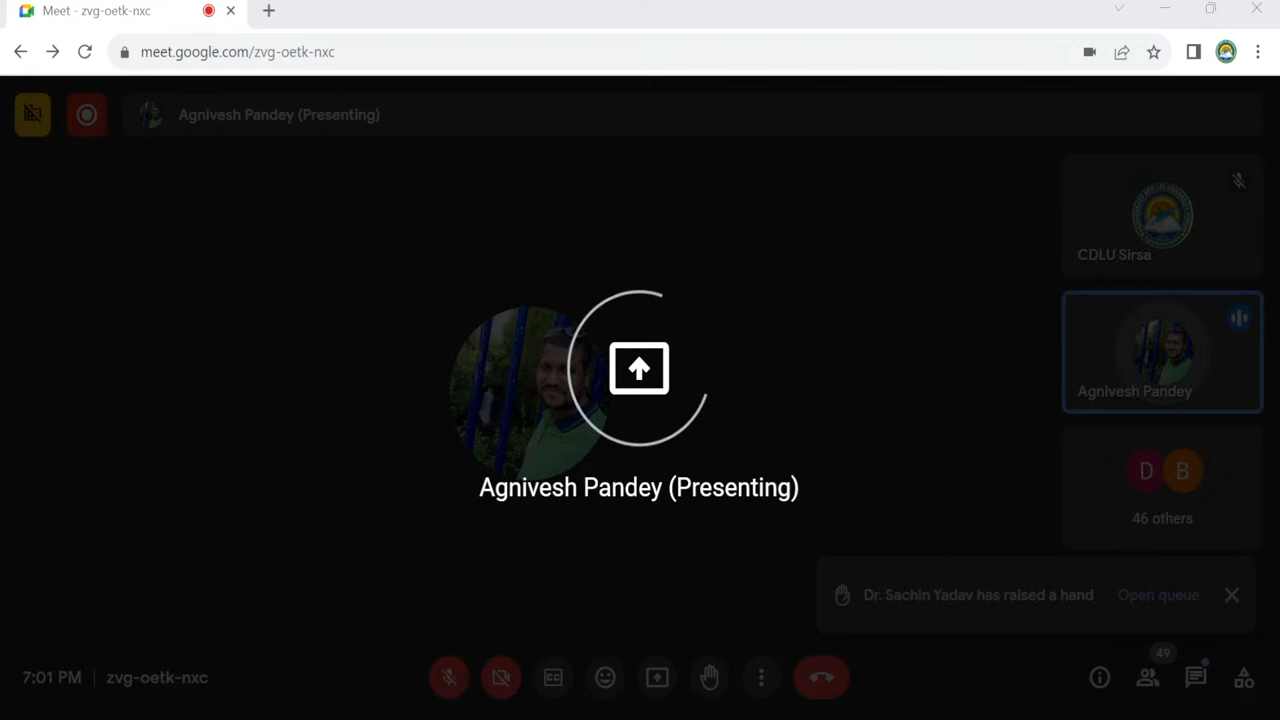 Meet - zvg-oetk-nxc
meet.google.com/zvg-oetk-nxc
Agnivesh Pandey (Presenting)
CDLU Sirsa
Agnivesh Pandey
Agnivesh Pandey (Presenting)
D B
46 others
Dr. Sachin Yadav has raised a hand Open queue
49
7:01 PM zvg-oetk-nxc
CC